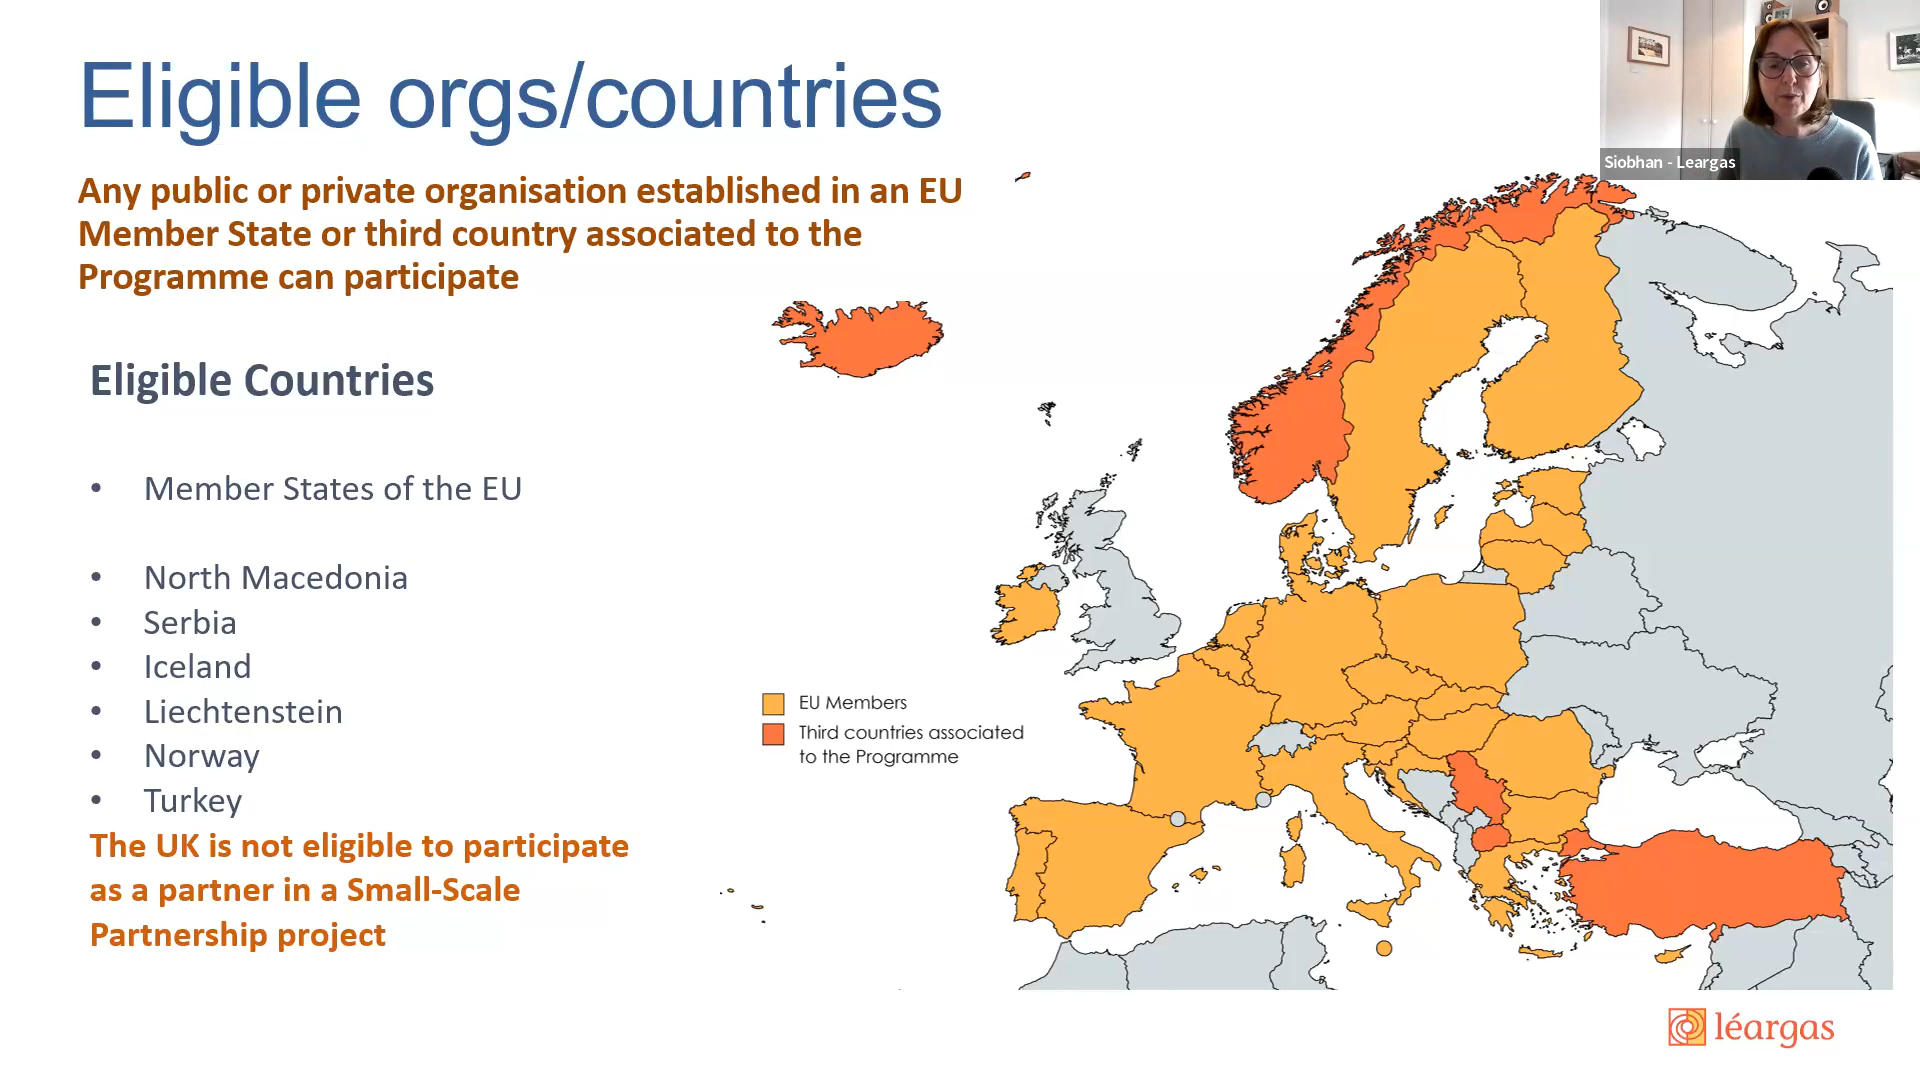 Eligible orgs/countries
Any public or private organisation established in an EU
Member State or third country associated to the
Programme can participate
Eligible Countries
• Member States of the EU
• North Macedonia
• Serbia
• Iceland
• Liechtenstein
• Norway
• Turkey
The UK is not eligible to participate
as a partner in a Small-Scale
Partnership project
EU Members
Third countries associated
to the Programme
Siobhan - Leargas
léargas